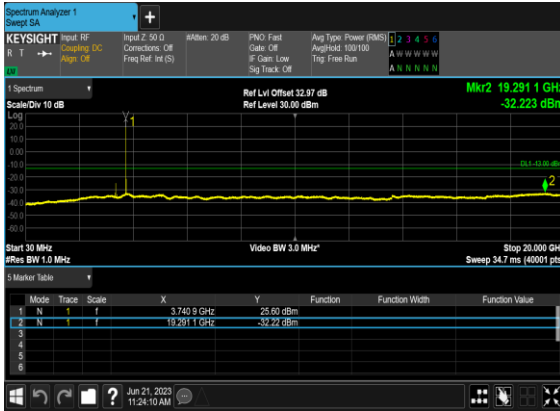 Spectrum Analyzer 1
Swept SA
+
KEYSIGHT Input: RF Input Z: 50 Ω #Atten: 20 dB PNO: Fast Avg Type: Power (RMS) 1 2 3 4 5 6
R T Coupling: DC Corrections: Off Gate: Off Avg|Hold: 100/100 A W W W W W
Align: Off Freq Ref: Int (S) IF Gain: Low Trig: Free Run
Sig Track: Off A N N N N N
1 Spectrum Ref Lvl Offset 32.97 dB Mkr2 19.291 1 GHz
Scale/Div 10 dB Ref Level 30.00 dBm -32.223 dBm
Log
1
20.0
10.0
0.00
-10.0 DL1 -13.00 dBm
-20.0
2
-30.0
-40.0
-50.0
-60.0
Start 30 MHz Video BW 3.0 MHz* Stop 20.000 GHz
#Res BW 1.0 MHz Sweep 34.7 ms (40001 pts)
5 Marker Table
Mode Trace Scale X Y Function Function Width Function Value
1 N 1 f 3.740 9 GHz 25.60 dBm
2 N 1 f 19.291 1 GHz -32.22 dBm
3
4
5
6
? Jun 21, 2023
11:24:10 AM